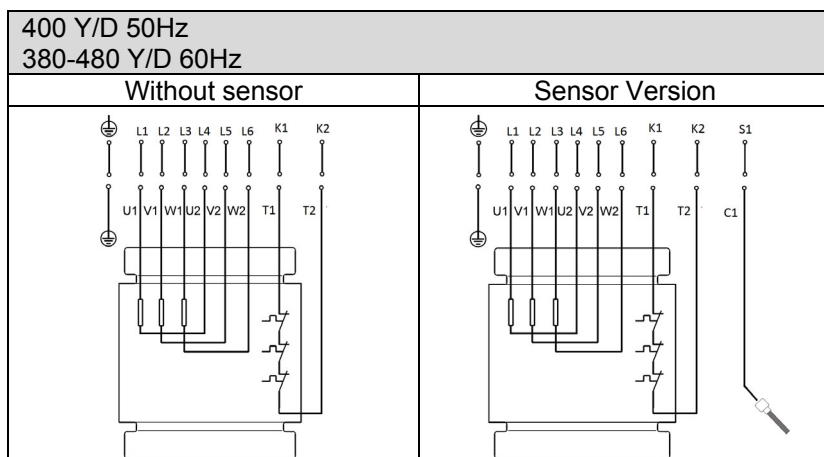 400 Y/D 50Hz
380-480 Y/D 60Hz
Without sensor
Sensor Version
L1 L2 L3 L4 L5 L6 K1 K2
U1 V1 W1 U2 V2 W2 T1 T2
L1 L2 L3 L4 L5 L6 K1 K2 S1
U1 V1 W1 U2 V2 W2 T1 T2 C1